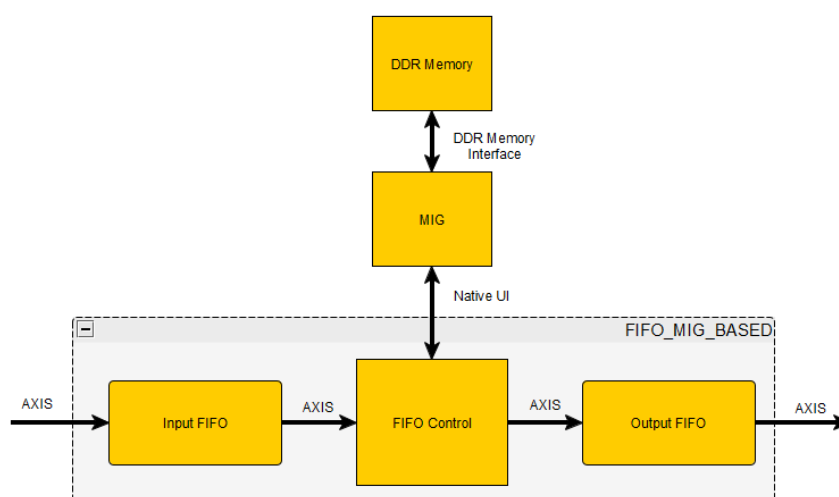 DDR Memory
DDR Memory
Interface
MIG
Native UI
FIFO_MIG_BASED
AXIS
Input FIFO
AXIS
FIFO Control
AXIS
Output FIFO
AXIS